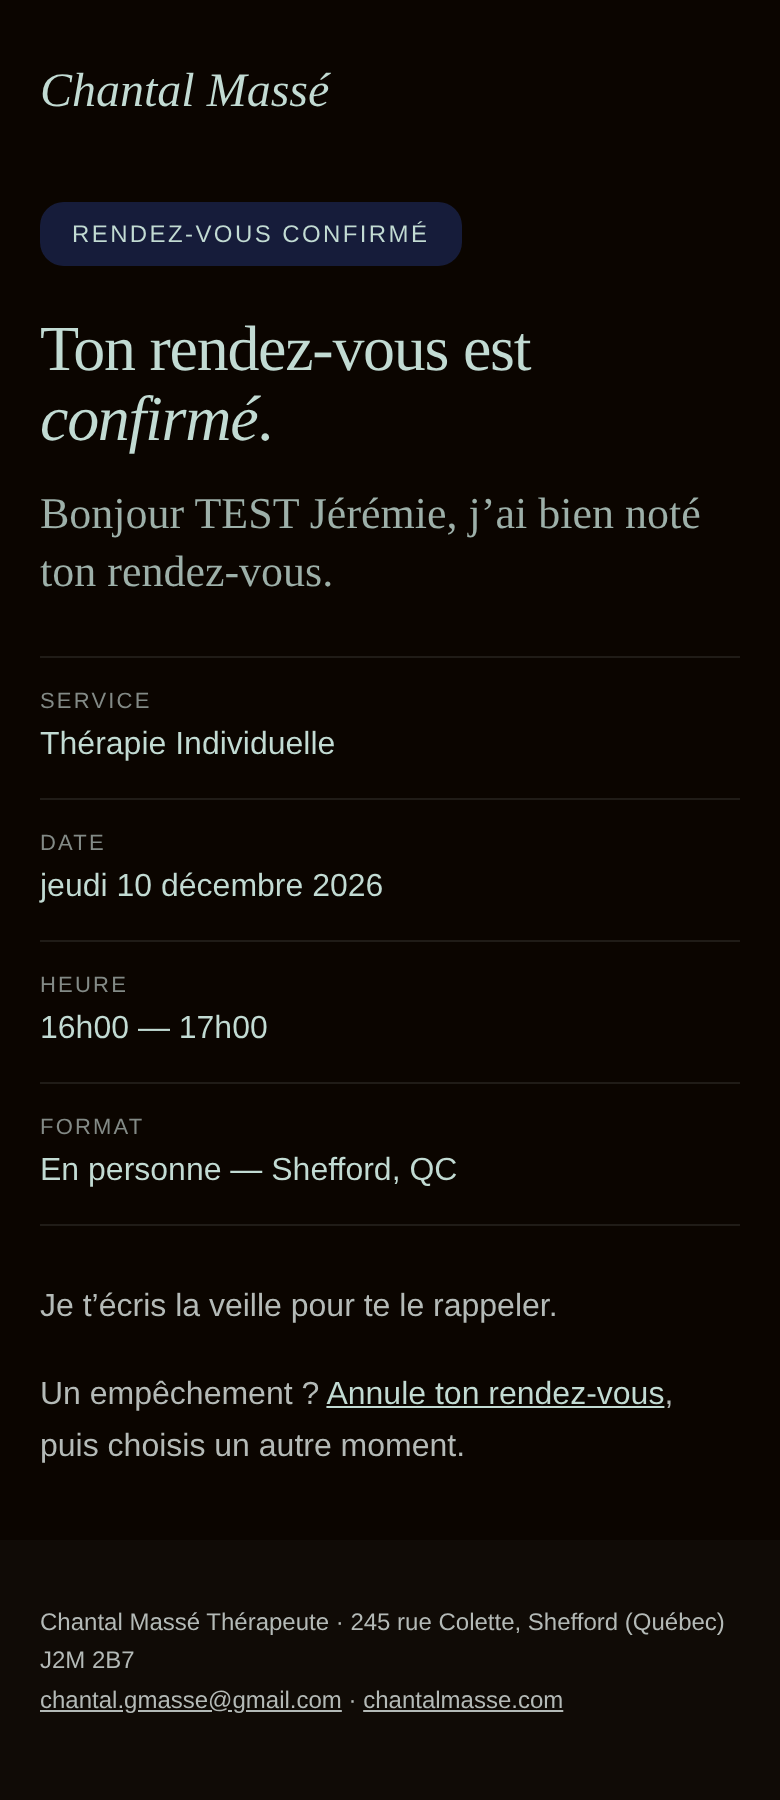 Chantal Massé
RENDEZ-VOUS CONFIRMÉ
Ton rendez-vous est
confirmé.
Bonjour TEST Jérémie, j’ai bien noté
ton rendez-vous.
SERVICE
Thérapie Individuelle
DATE
jeudi 10 décembre 2026
HEURE
16h00 — 17h00
FORMAT
En personne — Shefford, QC
Je t’écris la veille pour te le rappeler.
Un empêchement ? Annule ton rendez-vous,
puis choisis un autre moment.
Chantal Massé Thérapeute · 245 rue Colette, Shefford (Québec)
J2M 2B7
chantal.gmasse@gmail.com · chantalmasse.com